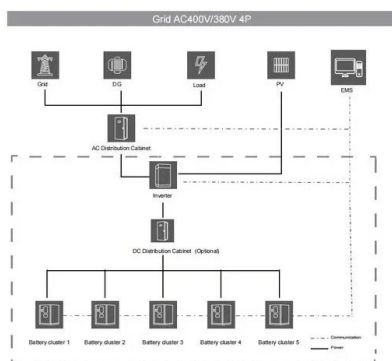 Grid AC400V/380V 4P
Grid
DG
Load
PV
EMS
AC Distribution Cabinet
Inverter
DC Distribution Cabinet (Optional)
Battery cluster 1
Battery cluster 2
Battery cluster 3
Battery cluster 4
Battery cluster 5
Communication
Power